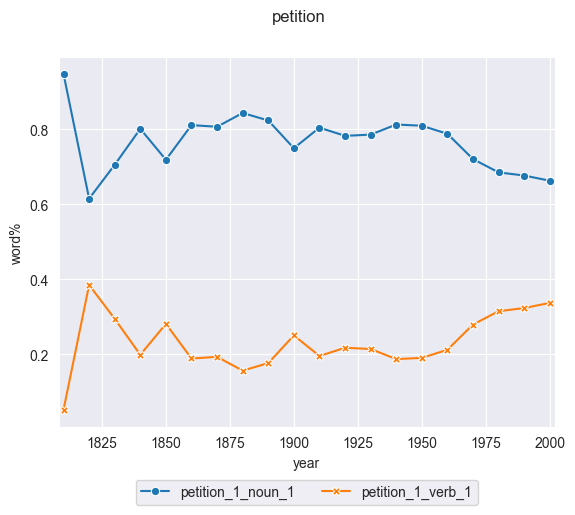 petition
word%
0.8
0.6
0.4
0.2
1825 1850 1875 1900 1925 1950 1975 2000
year
petition_1_noun_1 petition_1_verb_1